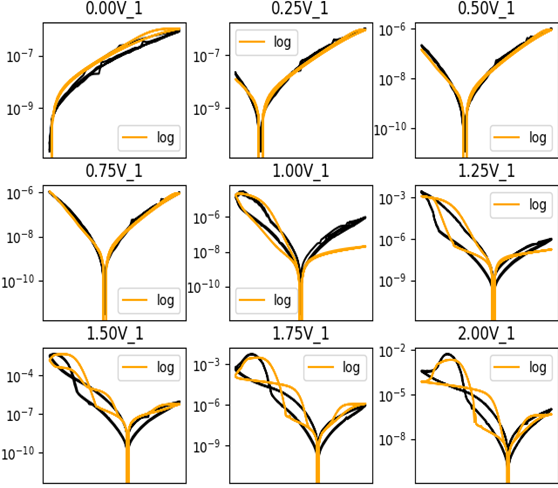 0.00V_1
0.25V_1
0.50V_1
10⁻⁷
10⁻⁹
log
10⁻⁷
10⁻⁹
log
10⁻⁶
10⁻⁸
10⁻¹⁰
log
0.75V_1
1.00V_1
1.25V_1
10⁻⁶
10⁻⁸
10⁻¹⁰
log
10⁻⁶
10⁻⁸
10⁻¹⁰
log
10⁻³
10⁻⁶
10⁻⁹
log
1.50V_1
1.75V_1
2.00V_1
10⁻⁴
10⁻⁷
10⁻¹⁰
log
10⁻³
10⁻⁶
10⁻⁹
log
10⁻²
10⁻⁵
10⁻⁸
log